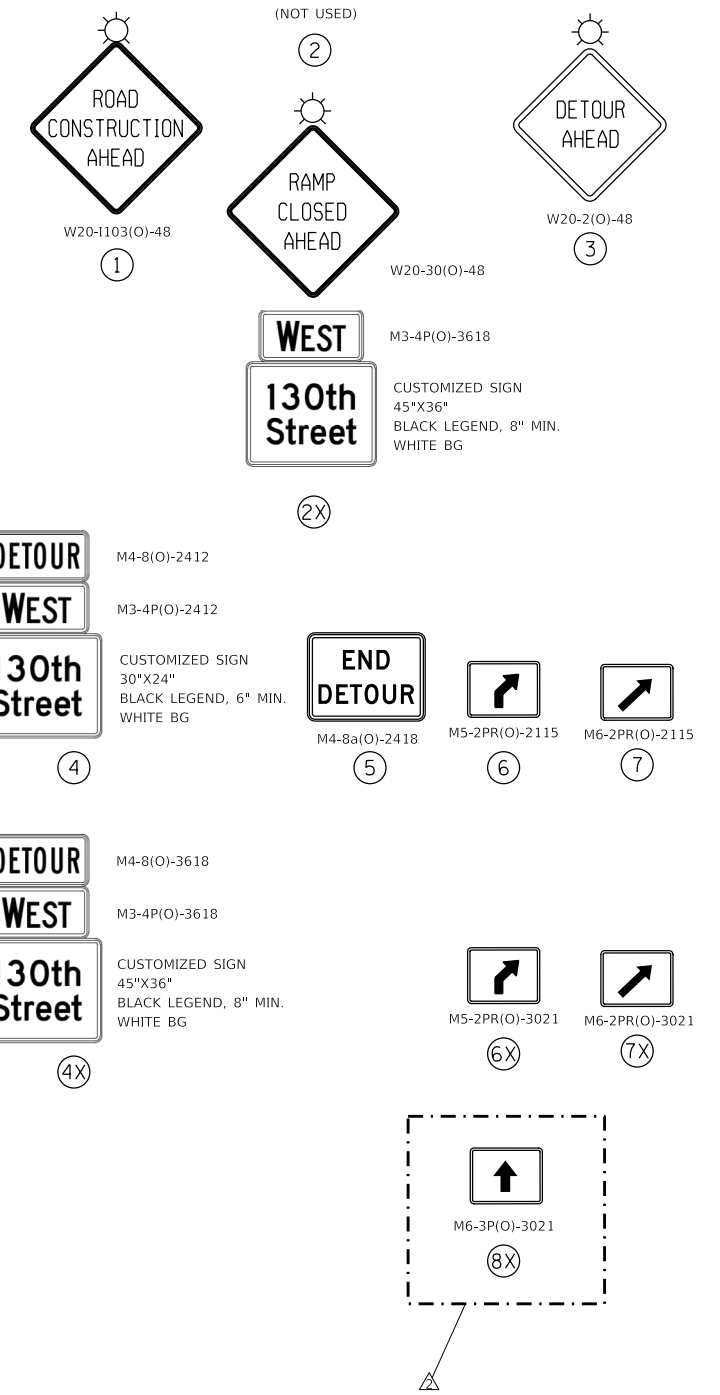 (NOT USED)
2
ROAD
CONSTRUCTION
AHEAD
W20-I103(O)-48
1
RAMP
CLOSED
AHEAD
W20-30(O)-48
DETOUR
AHEAD
W20-2(O)-48
3
WEST
M3-4P(O)-3618
130th
Street
CUSTOMIZED SIGN
45"X36"
BLACK LEGEND, 8" MIN.
WHITE BG
2X
DETOUR
M4-8(O)-2412
WEST
M3-4P(O)-2412
130th
Street
CUSTOMIZED SIGN
30"X24"
BLACK LEGEND, 6" MIN.
WHITE BG
4
END
DETOUR
M4-8a(O)-2418
5
M5-2PR(O)-2115
6
M6-2PR(O)-2115
7
DETOUR
M4-8(O)-3618
WEST
M3-4P(O)-3618
130th
Street
CUSTOMIZED SIGN
45"X36"
BLACK LEGEND, 8" MIN.
WHITE BG
4X
M5-2PR(O)-3021
6X
M6-2PR(O)-3021
7X
M6-3P(O)-3021
8X
2